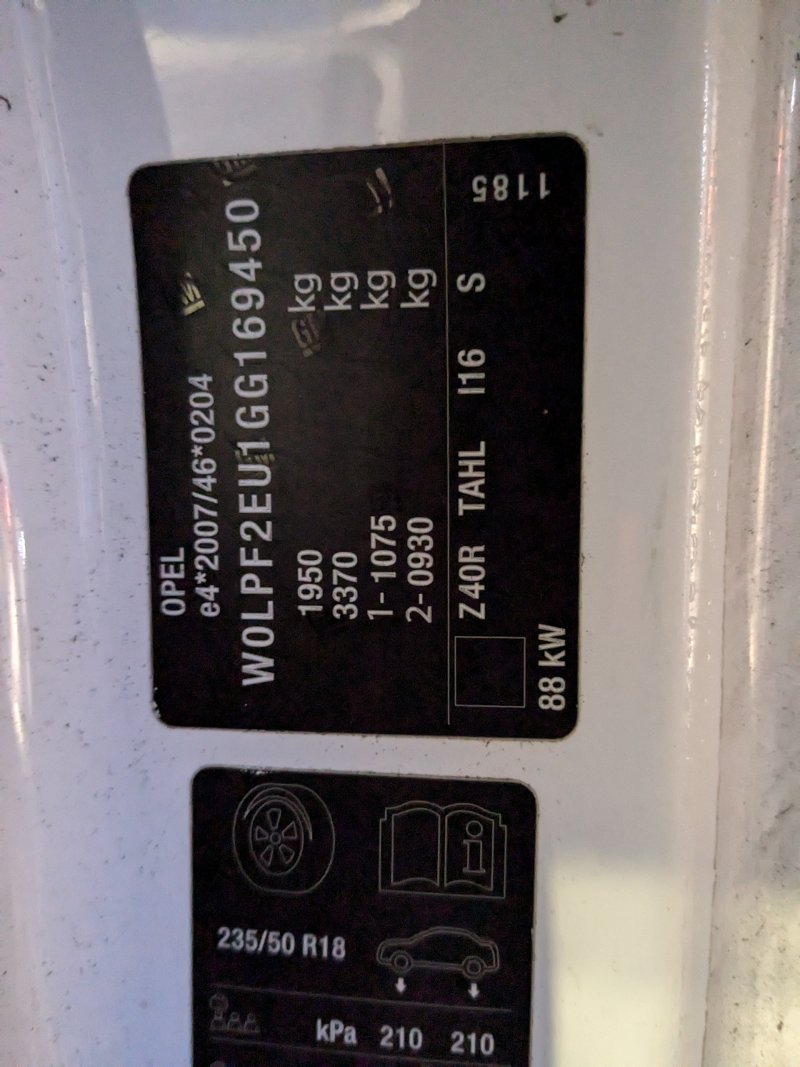 OPEL
e4*2007/46*0204
W0LPF2EU1GG169450
1950 kg
3370 kg
1- 1075 kg
2- 0930 kg
Z40R TAHL I16 S
88 kW
1185
235/50 R18
kPa 210 210